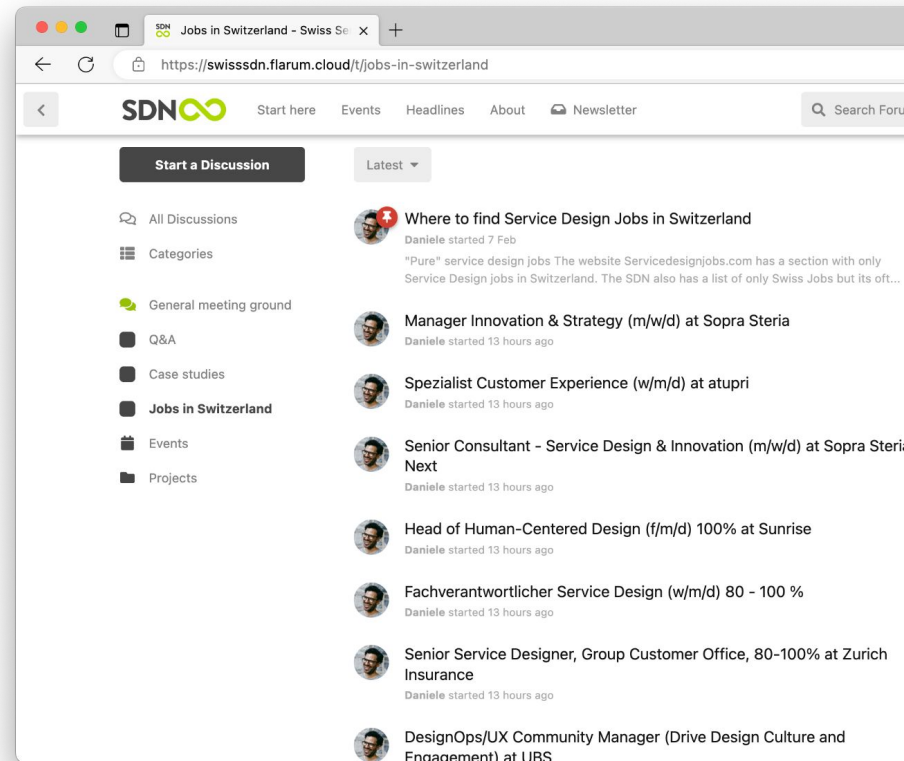 SDN
Jobs in Switzerland - Swiss Se
https://swisssdn.flarum.cloud/t/jobs-in-switzerland
SDN
Start here
Events
Headlines
About
Newsletter
Search Foru
Start a Discussion
All Discussions
Categories
General meeting ground
Q&A
Case studies
Jobs in Switzerland
Events
Projects
Latest
Where to find Service Design Jobs in Switzerland
Daniele started 7 Feb
"Pure" service design jobs The website Servicedesignjobs.com has a section with only
Service Design jobs in Switzerland. The SDN also has a list of only Swiss Jobs but its oft...
Manager Innovation & Strategy (m/w/d) at Sopra Steria
Daniele started 13 hours ago
Spezialist Customer Experience (w/m/d) at atupri
Daniele started 13 hours ago
Senior Consultant - Service Design & Innovation (m/w/d) at Sopra Steria
Next
Daniele started 13 hours ago
Head of Human-Centered Design (f/m/d) 100% at Sunrise
Daniele started 13 hours ago
Fachverantwortlicher Service Design (w/m/d) 80 - 100 %
Daniele started 13 hours ago
Senior Service Designer, Group Customer Office, 80-100% at Zurich
Insurance
Daniele started 13 hours ago
DesignOps/UX Community Manager (Drive Design Culture and
Engagement) at UBS